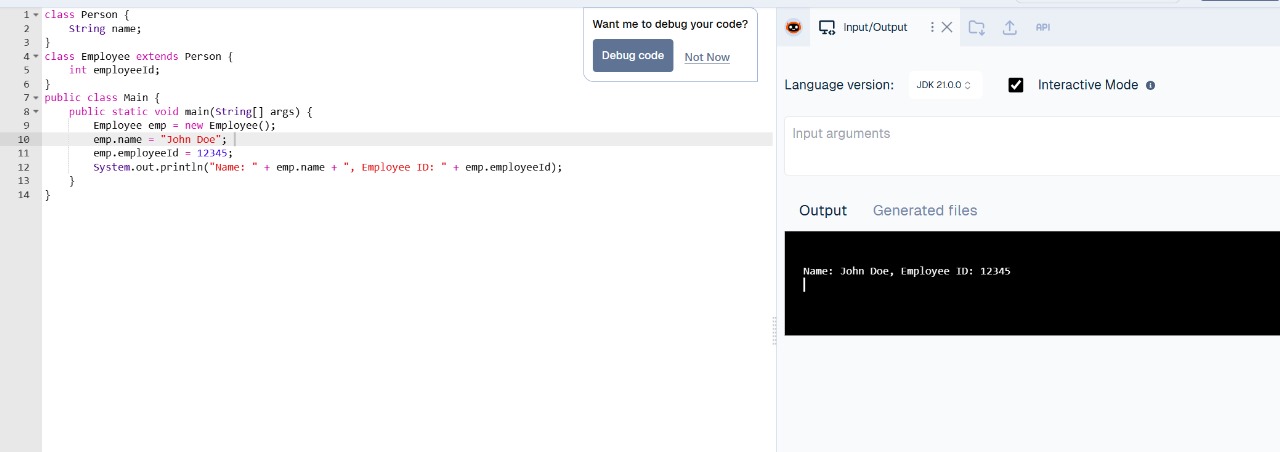 1 class Person {
2 String name;
3 }
4 class Employee extends Person {
5 int employeeId;
6 }
7 public class Main {
8 public static void main(String[] args) {
9 Employee emp = new Employee();
10 emp.name = "John Doe";
11 emp.employeeId = 12345;
12 System.out.println("Name: " + emp.name + ", Employee ID: " + emp.employeeId);
13 }
14 }
Want me to debug your code?
Debug code Not Now
Input/Output
API
Language version: JDK 21.0.0 Interactive Mode
Input arguments
Output Generated files
Name: John Doe, Employee ID: 12345